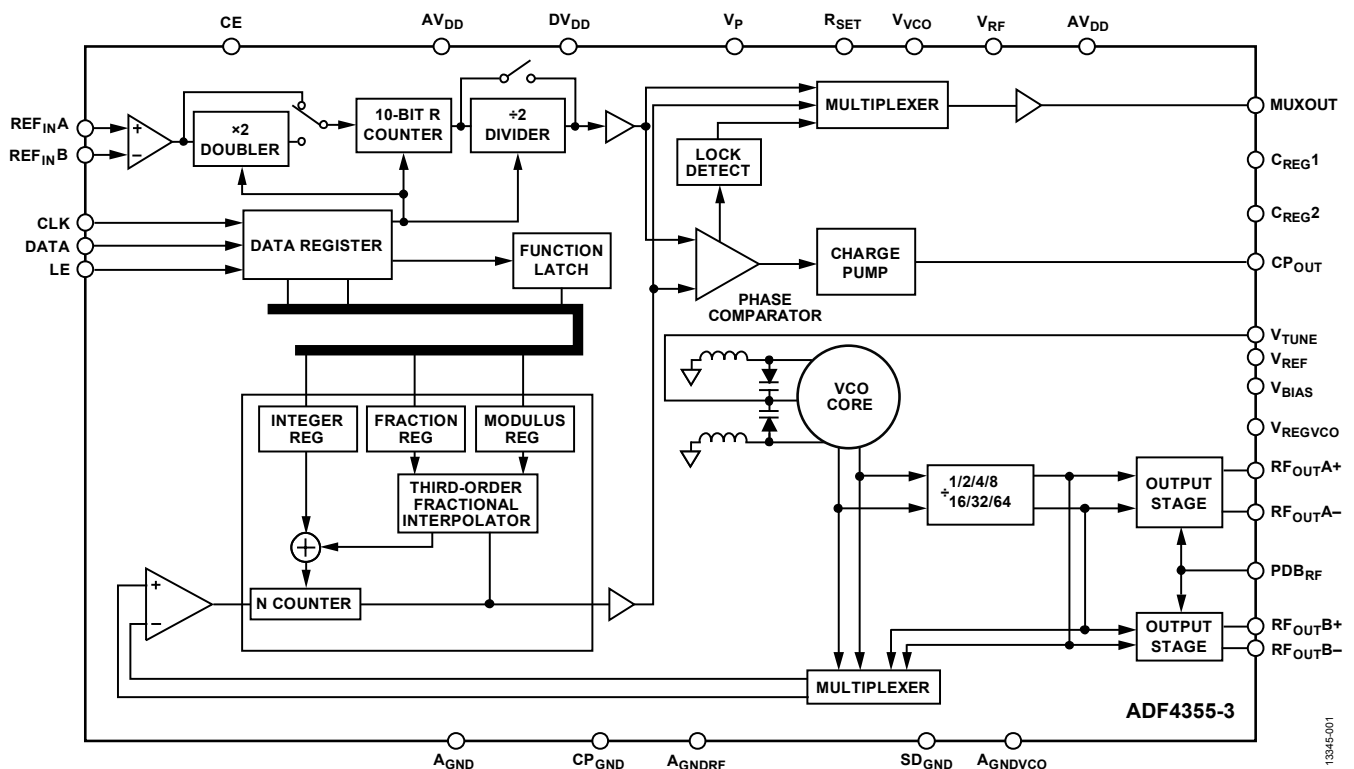 CE
AVDD
DVDD
VP
RSET
VVCO
VRF
AVDD
REFINA
REFINB
+
−
×2
DOUBLER
10-BIT R
COUNTER
÷2
DIVIDER
MULTIPLEXER
MUXOUT
LOCK
DETECT
CREG1
CREG2
CLK
DATA
LE
DATA REGISTER
FUNCTION
LATCH
CHARGE
PUMP
CPOUT
PHASE
COMPARATOR
VTUNE
VREF
VBIAS
VREGVCO
VCO
CORE
INTEGER
REG
FRACTION
REG
MODULUS
REG
THIRD-ORDER
FRACTIONAL
INTERPOLATOR
+
N COUNTER
+
−
÷ 1/2/4/8
16/32/64
OUTPUT
STAGE
RFOUTA+
RFOUTA−
PDBRF
OUTPUT
STAGE
RFOUTB+
RFOUTB−
MULTIPLEXER
ADF4355-3
AGND
CPGND
AGNDRF
SDGND
AGNDVCO
13345-001